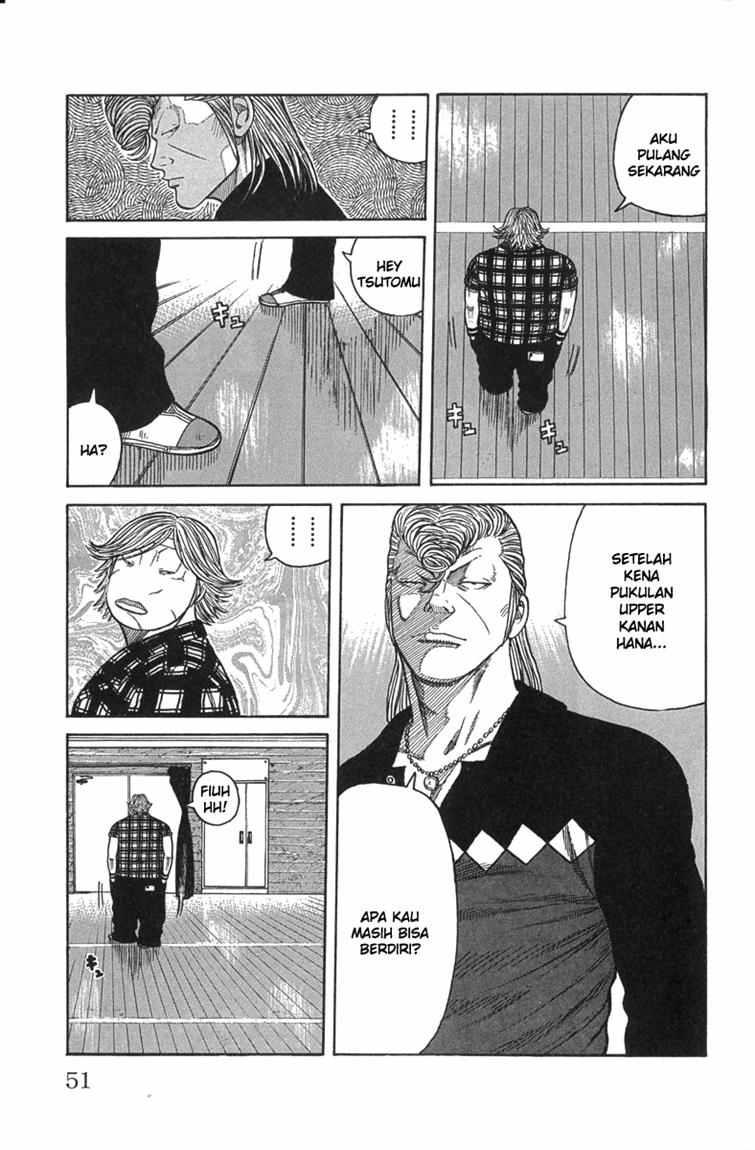 AKU
PULANG
SEKARANG
キュ
キュ
......
HEY
TSUTOMU
キュ
HA?
SETELAH
KENA
PUKULAN
UPPER
KANAN
HANA...
APA KAU
MASIH BISA
BERDIRI?
......
FIUH
HH!
キュ
51